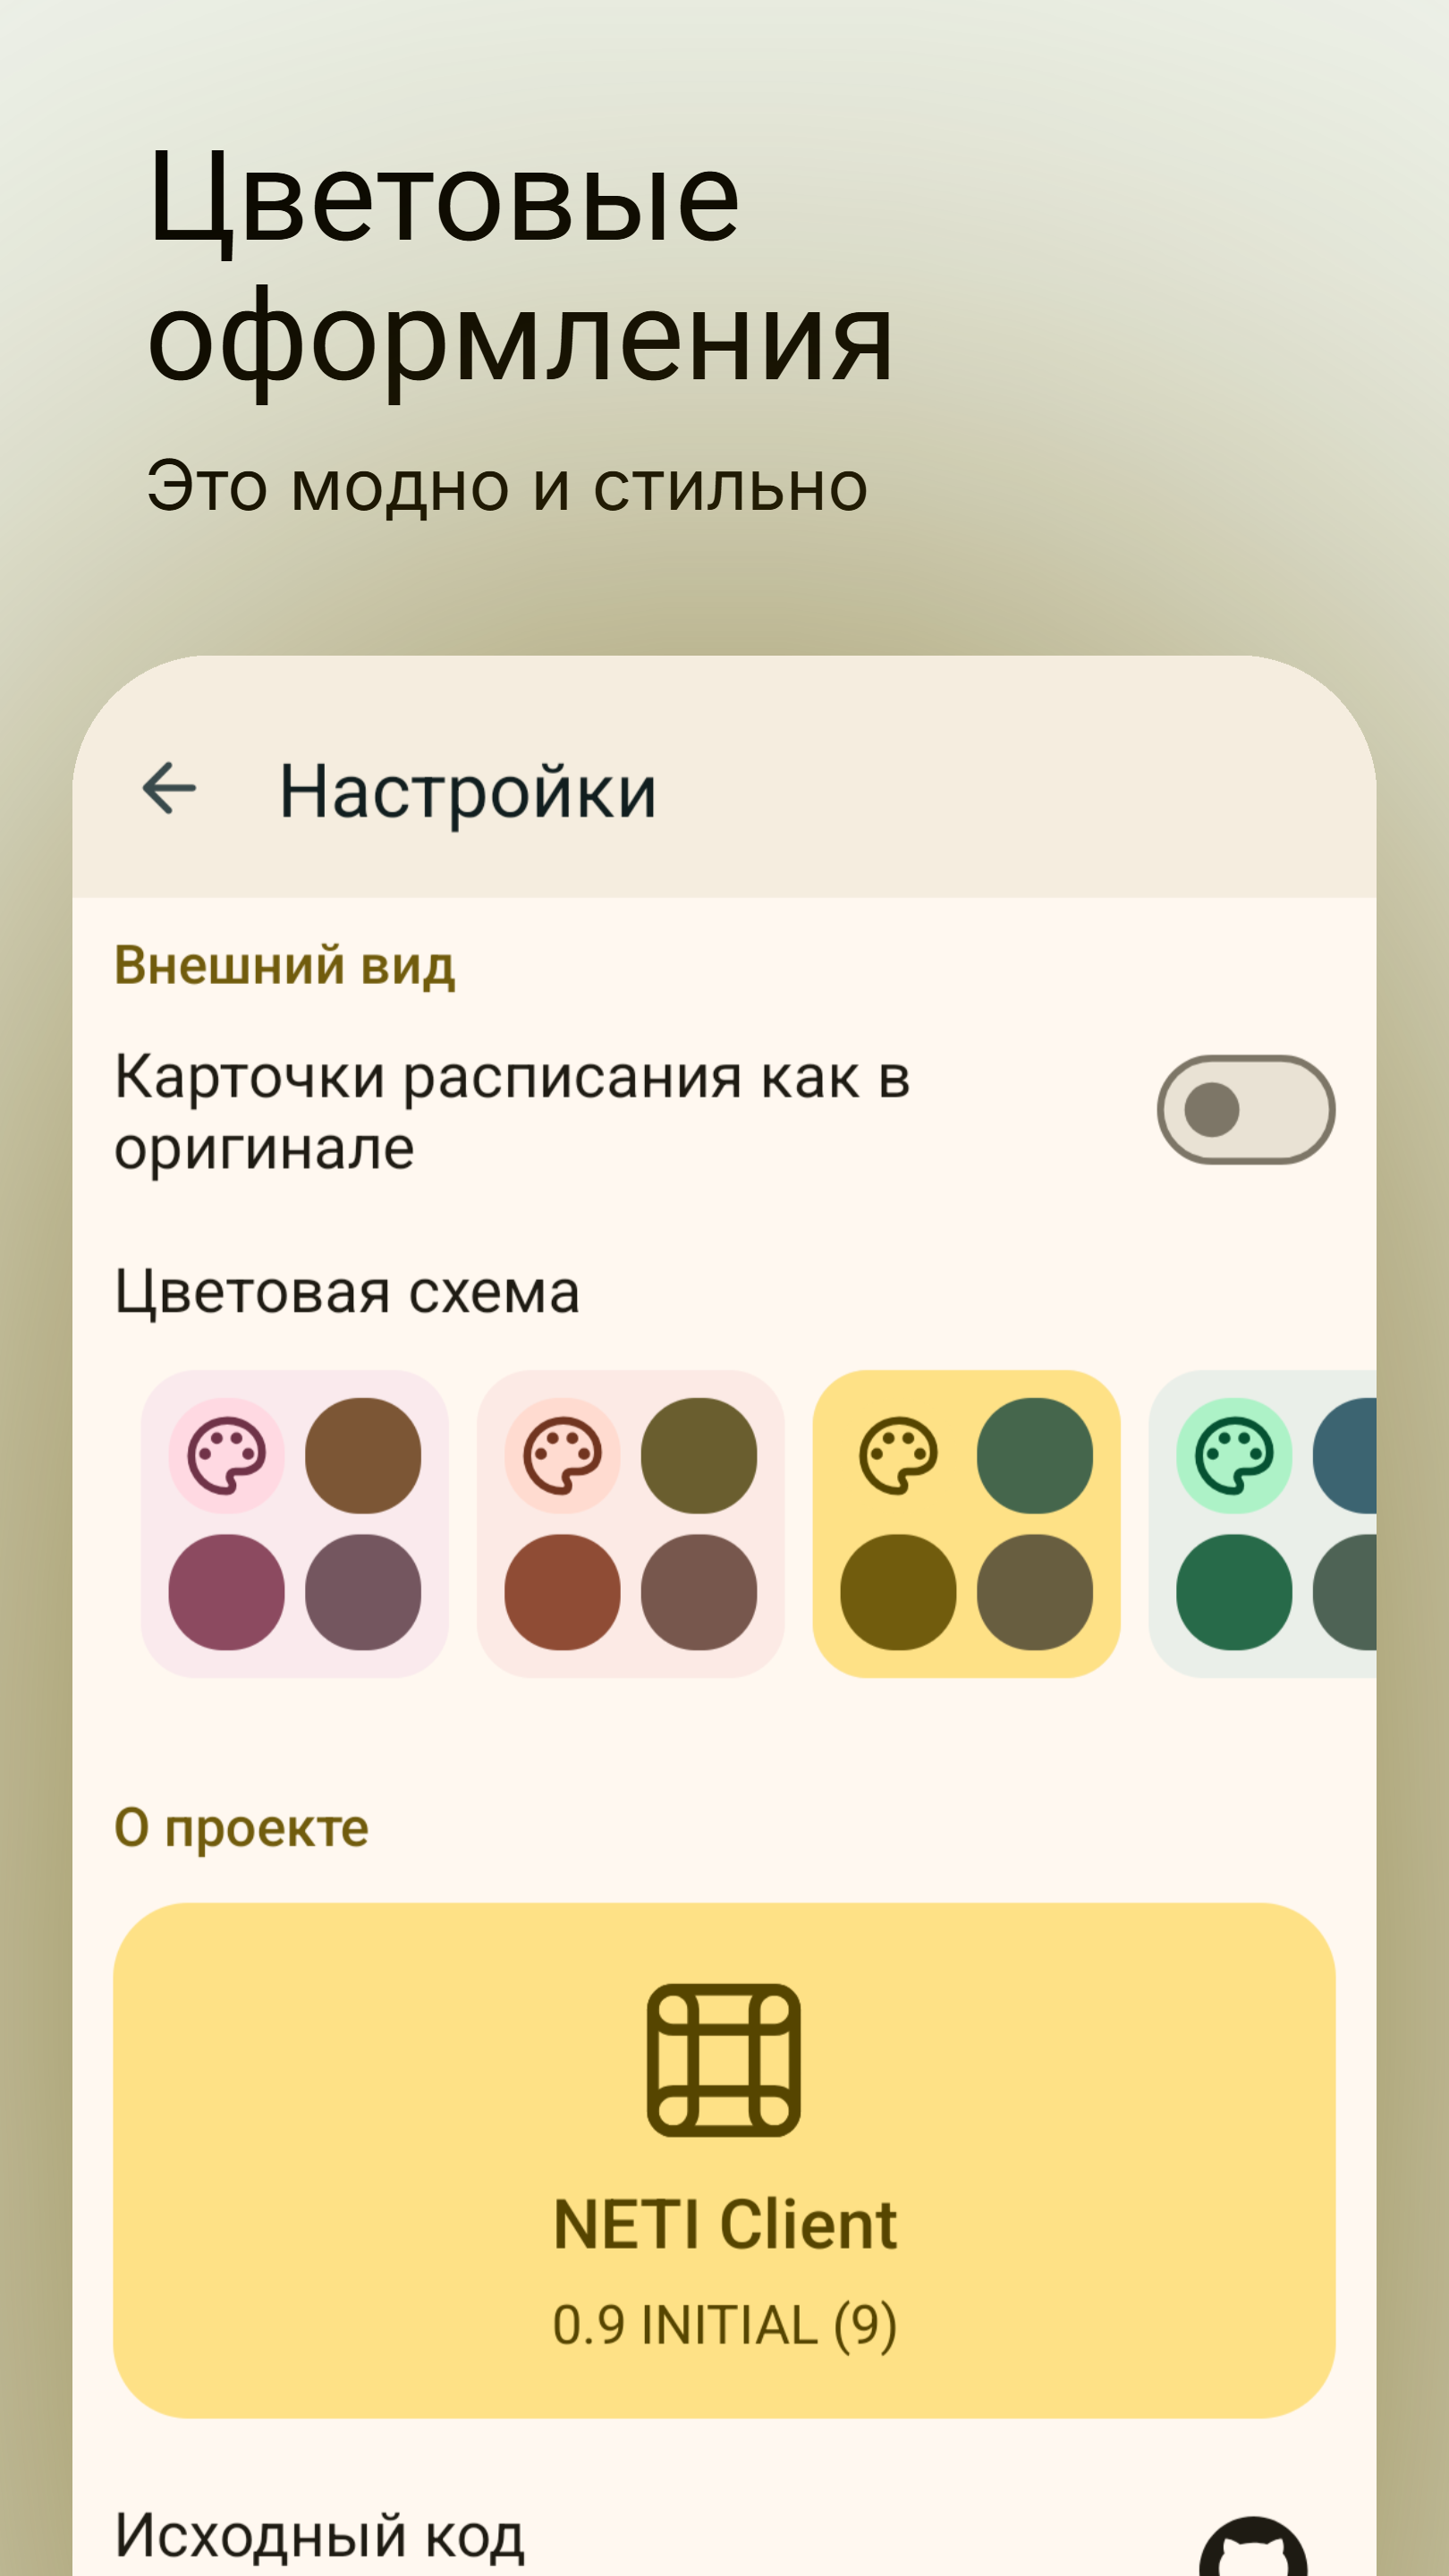 Цветовые
оформления
Это модно и стильно
Настройки
Внешний вид
Карточки расписания как в
оригинале
Цветовая схема
О проекте
NETI Client
0.9 INITIAL (9)
Исходный код